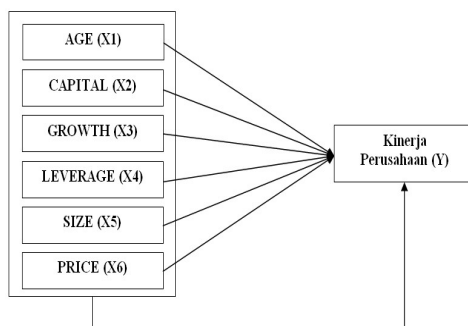 AGE (X1)
CAPITAL (X2)
GROWTH (X3)
LEVERAGE (X4)
SIZE (X5)
PRICE (X6)
Kinerja
Perusahaan (Y)